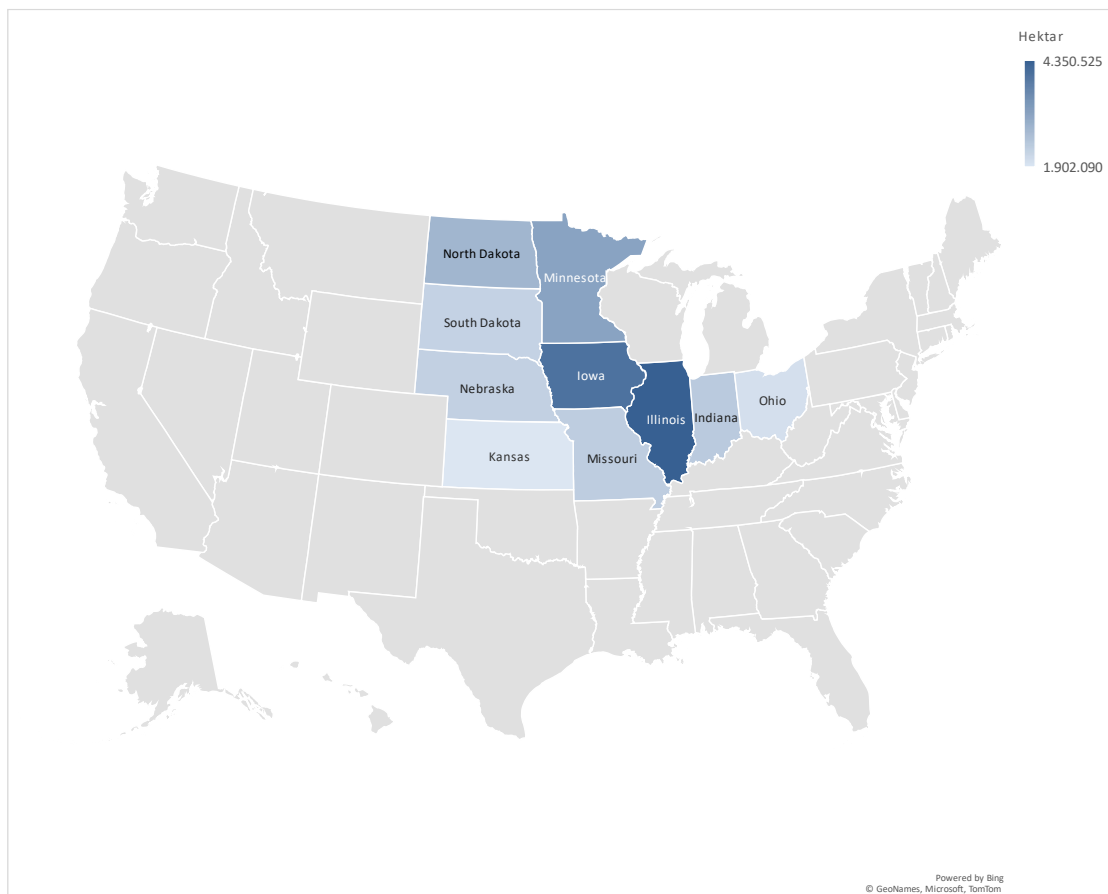 Hektar
4.350.525
1.902.090
North Dakota
Minnesota
South Dakota
Iowa
Nebraska
Ohio
Illinois
Indiana
Kansas
Missouri
Powered by Bing
© GeoNames, Microsoft, TomTom